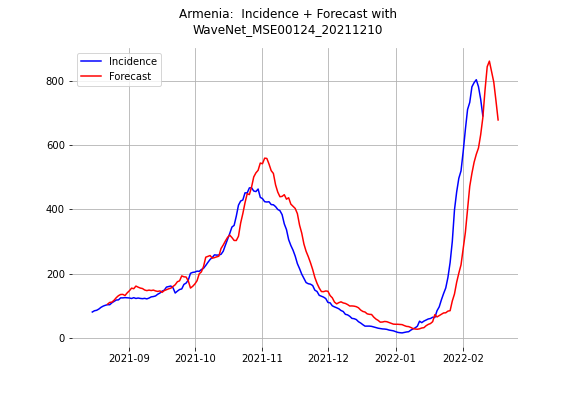 Armenia:  Incidence + Forecast with
WaveNet_MSE00124_20211210
Incidence
Forecast
800
600
400
200
0
2021-09
2021-10
2021-11
2021-12
2022-01
2022-02